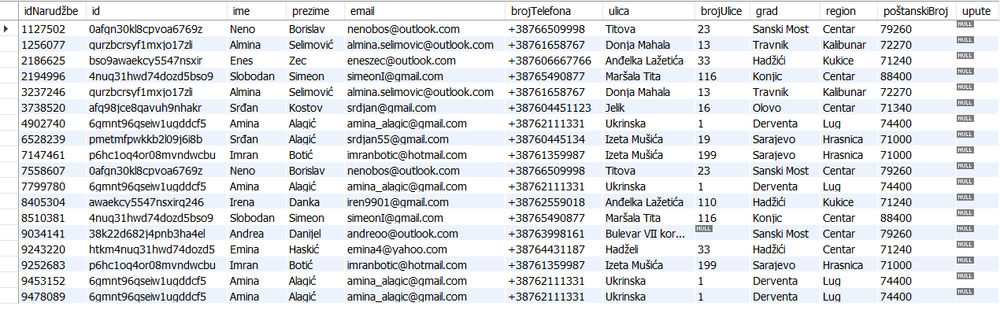 idNarudžbe id ime prezime email brojTelefona ulica brojUlice grad region poštanskiBroj upute
1127502 0afgn30kl8cpvoa6769z Neno Borislav nenobos@outlook.com +38766509998 Titova 23 Sanski Most Centar 79260 NULL
1256077 qurzbcrsyf1mxjo17zli Almina Selimović almina.selimovic@outlook.com +38761658767 Donja Mahala 13 Travnik Kalibunar 72270 NULL
2186625 bso9awaekcy5547nsxir Enes Zec eneszec@outlook.com +387606667766 Anđelka Lažetića 33 Hadžići Kukice 71240 NULL
2194996 4nuq31hwd74dozd5bso9 Slobodan Simeon simeonI@gmail.com +38765490877 Maršala Tita 116 Konjic Centar 88400 NULL
3237246 qurzbcrsyf1mxjo17zli Almina Selimović almina.selimovic@outlook.com +38761658767 Donja Mahala 13 Travnik Kalibunar 72270 NULL
3738520 afq98jce8qavuh9nhakr Srđan Kostov srdjan@gmail.com +387604451123 Jelik 16 Olovo Centar 71340 NULL
4902740 6gmnt96qseiw1ugddcf5 Amina Alagić amina_alagic@gmail.com +38762111331 Ukrinska 1 Derventa Lug 74400 NULL
6528239 pmetmfpwkkb2l09j6i8b Srđan Alagić srdjan55@gmail.com +38760445134 Izeta Mušića 19 Sarajevo Hrasnica 71000 NULL
7147461 p6hc1oq4or08mvndwcbu Imran Botić imranbotic@hotmail.com +38761359987 Izeta Mušića 199 Sarajevo Hrasnica 71000 NULL
7558607 0afgn30kl8cpvoa6769z Neno Borislav nenobos@outlook.com +38766509998 Titova 23 Sanski Most Centar 79260 NULL
7799780 6gmnt96qseiw1ugddcf5 Amina Alagić amina_alagic@gmail.com +38762111331 Ukrinska 1 Derventa Lug 74400 NULL
8405304 awaekcy5547nsxirq246 Irena Danka iren9901@gmail.com +38762559018 Anđelka Lažetića 110 Hadžići Kukice 71240 NULL
8510381 4nuq31hwd74dozd5bso9 Slobodan Simeon simeonI@gmail.com +38765490877 Maršala Tita 116 Konjic Centar 88400 NULL
9034141 38k22d682j4pnb3ha4el Andrea Danijel andreoo@outlook.com +38763998161 Bulevar VII kor... NULL Sanski Most Centar 79260 NULL
9243220 htkm4nuq31hwd74dozd5 Emina Haskić emina4@yahoo.com +38764431187 Hadželi 33 Hadžići Centar 71240 NULL
9252683 p6hc1oq4or08mvndwcbu Imran Botić imranbotic@hotmail.com +38761359987 Izeta Mušića 199 Sarajevo Hrasnica 71000 NULL
9453152 6gmnt96qseiw1ugddcf5 Amina Alagić amina_alagic@gmail.com +38762111331 Ukrinska 1 Derventa Lug 74400 NULL
9478089 6gmnt96qseiw1ugddcf5 Amina Alagić amina_alagic@gmail.com +38762111331 Ukrinska 1 Derventa Lug 74400 NULL